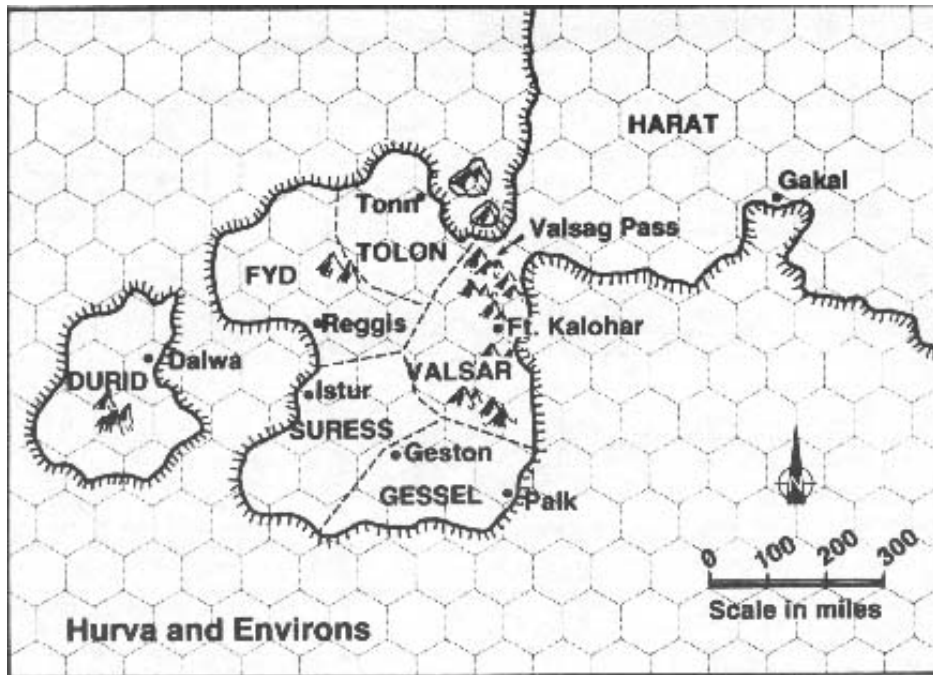 HARAT
Gakal
Tonn
Valsag Pass
TOLON
FYD
Reggis
Ft. Kalohar
Dalwa
DURID
VALSAR
Istur
SURESS
Geston
GESSEL
Palk
N
0 100 200 300
Scale in miles
Hurva and Environs